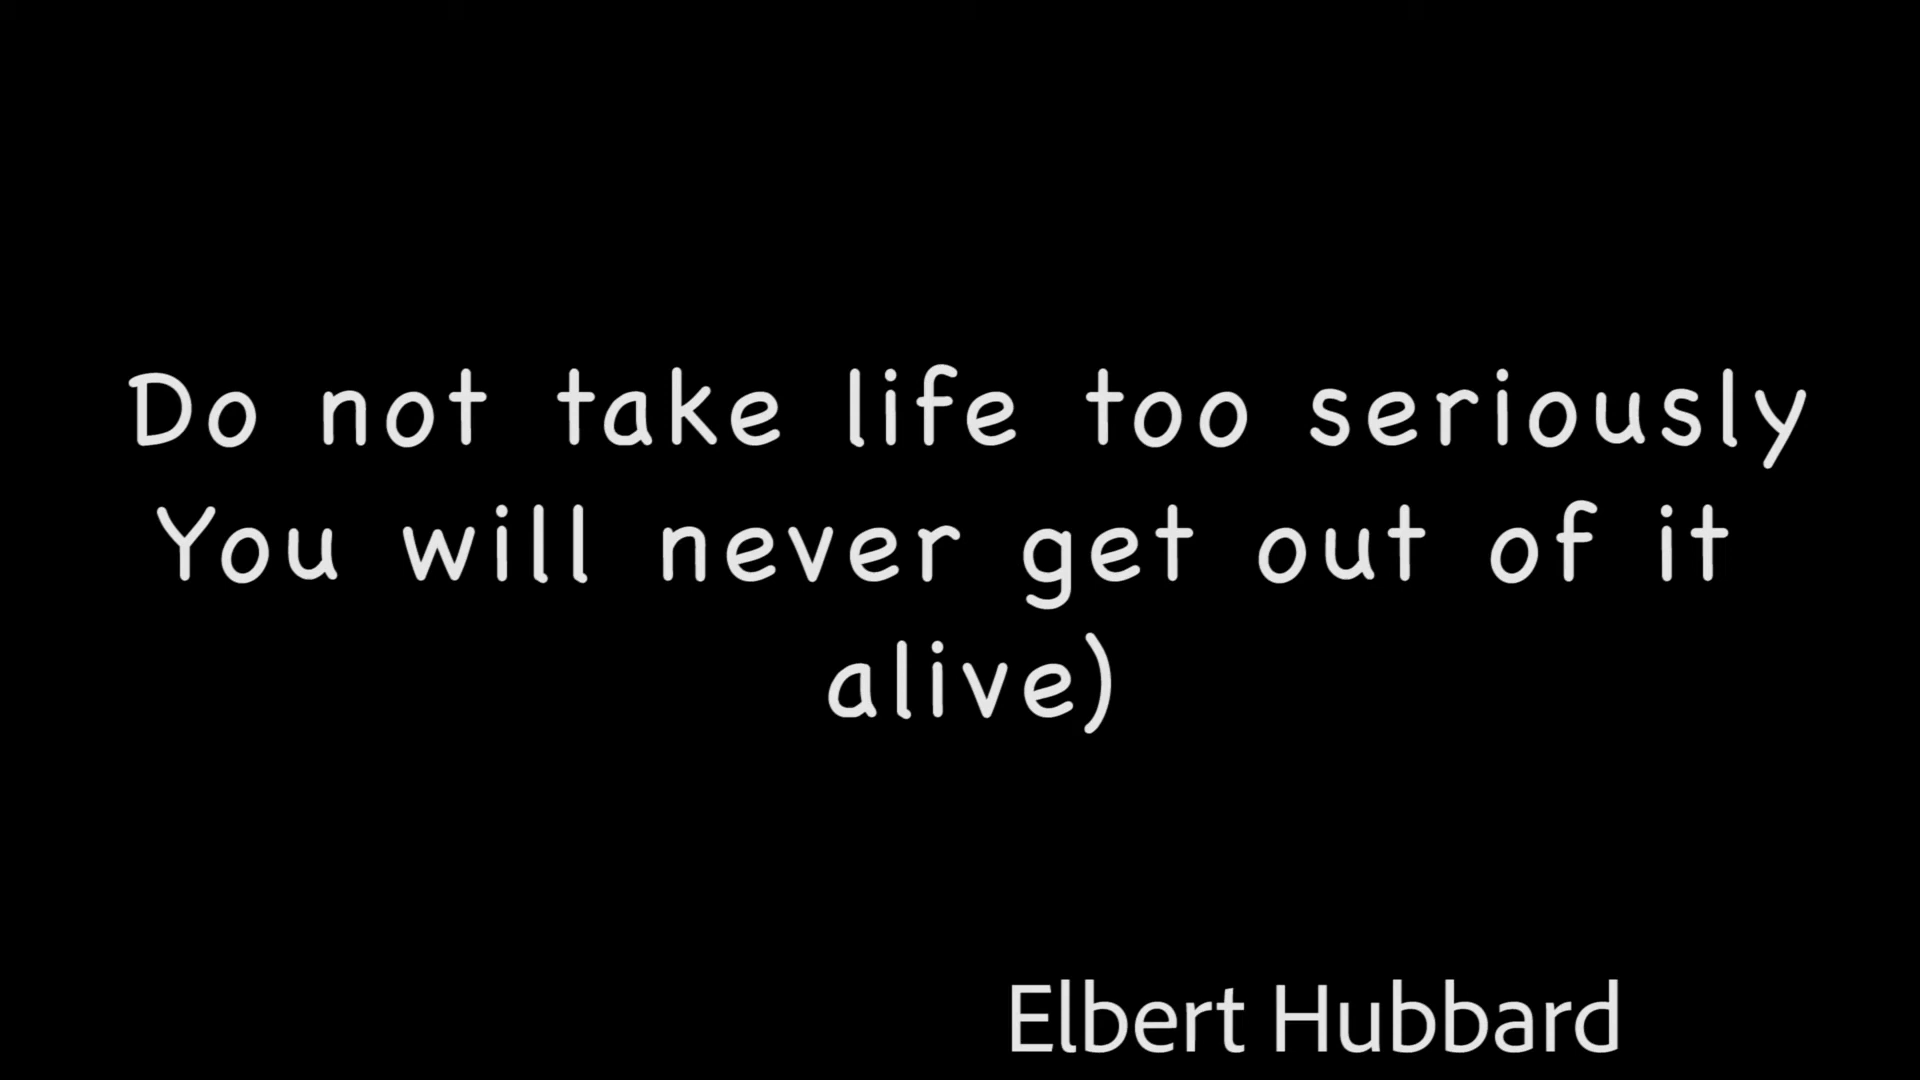 Do not take life too seriously
You will never get out of it
alive)
Elbert Hubbard